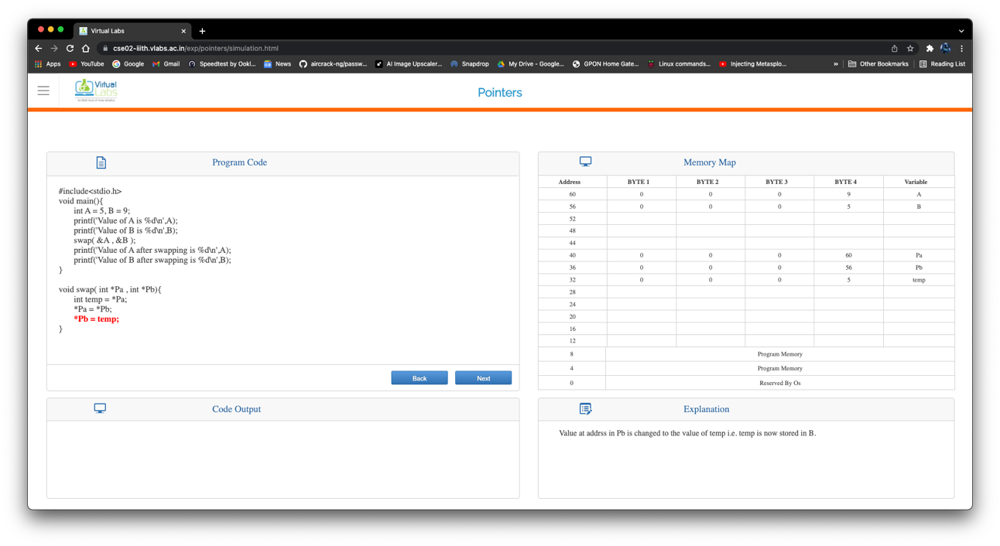 Virtual Labs
cse02-iiith.vlabs.ac.in/exp/pointers/simulation.html
Apps YouTube Google Gmail Speedtest by Ookl... News aircrack-ng/passw... AI Image Upscaler... Snapdrop My Drive - Google... GPON Home Gate... Linux commands... Injecting Metasplo... » Other Bookmarks Reading List
Virtual
Labs
Pointers
Program Code
#include<stdio.h>
void main(){
int A = 5, B = 9;
printf('Value of A is %d\n',A);
printf('Value of B is %d\n',B);
swap( &A , &B );
printf('Value of A after swapping is %d\n',A);
printf('Value of B after swapping is %d\n',B);
}
void swap( int *Pa , int *Pb){
int temp = *Pa;
*Pa = *Pb;
*Pb = temp;
}
Back Next
Memory Map
Address BYTE 1 BYTE 2 BYTE 3 BYTE 4 Variable
60 0 0 0 9 A
56 0 0 0 5 B
52
48
44
40 0 0 0 60 Pa
36 0 0 0 56 Pb
32 0 0 0 5 temp
28
24
20
16
12
8 Program Memory
4 Program Memory
0 Reserved By Os
Code Output
Explanation
Value at addrss in Pb is changed to the value of temp i.e. temp is now stored in B.